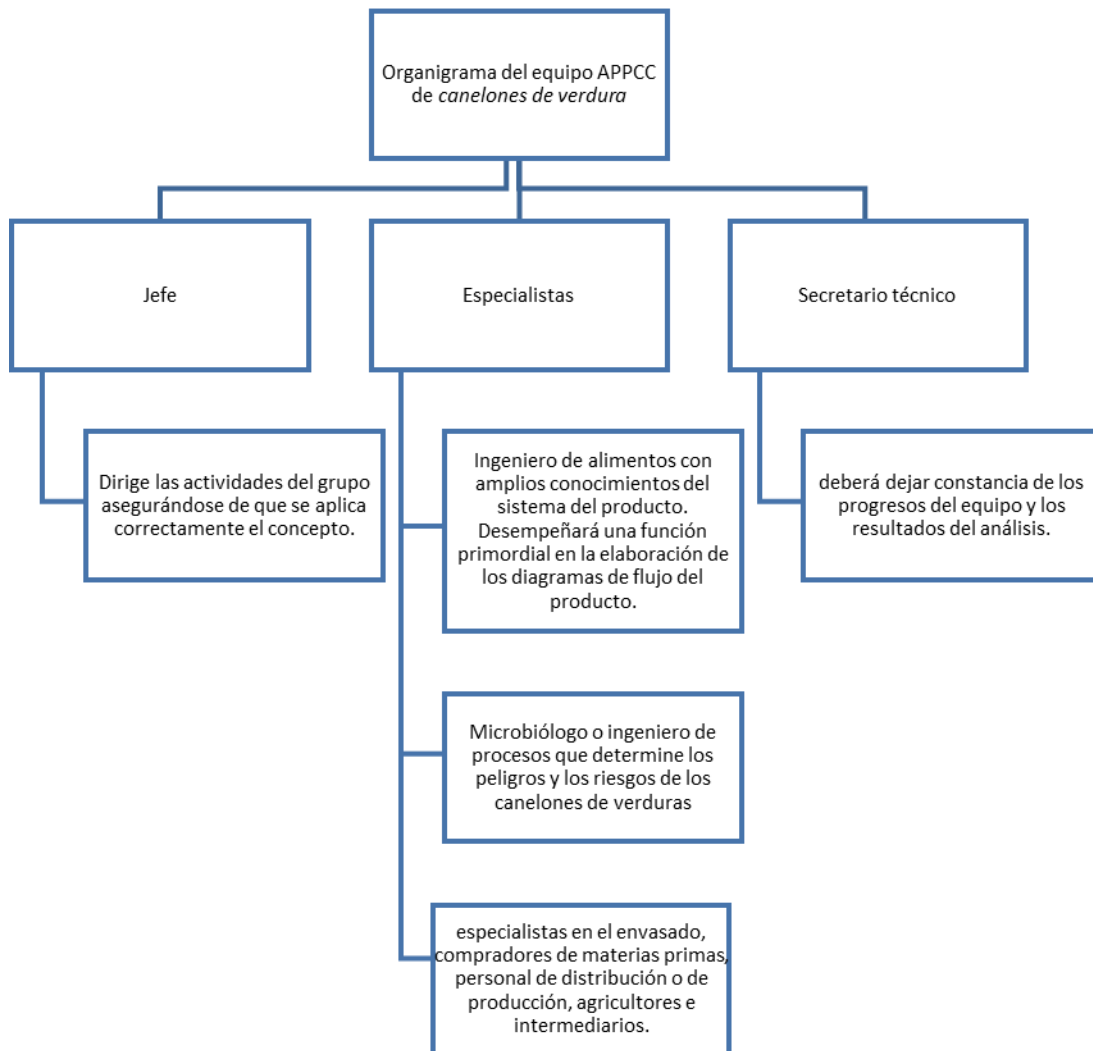 Organigrama del equipo APPCC
de canelones de verdura
Jefe
Especialistas
Secretario técnico
Dirige las actividades del grupo
asegurándose de que se aplica
correctamente el concepto.
Ingeniero de alimentos con
amplios conocimientos del
sistema del producto.
Desempeñará una función
primordial en la elaboración de
los diagramas de flujo del
producto.
deberá dejar constancia de los
progresos del equipo y los
resultados del análisis.
Microbiólogo o ingeniero de
procesos que determine los
peligros y los riesgos de los
canelones de verduras
especialistas en el envasado,
compradores de materias primas,
personal de distribución o de
producción, agricultores e
intermediarios.